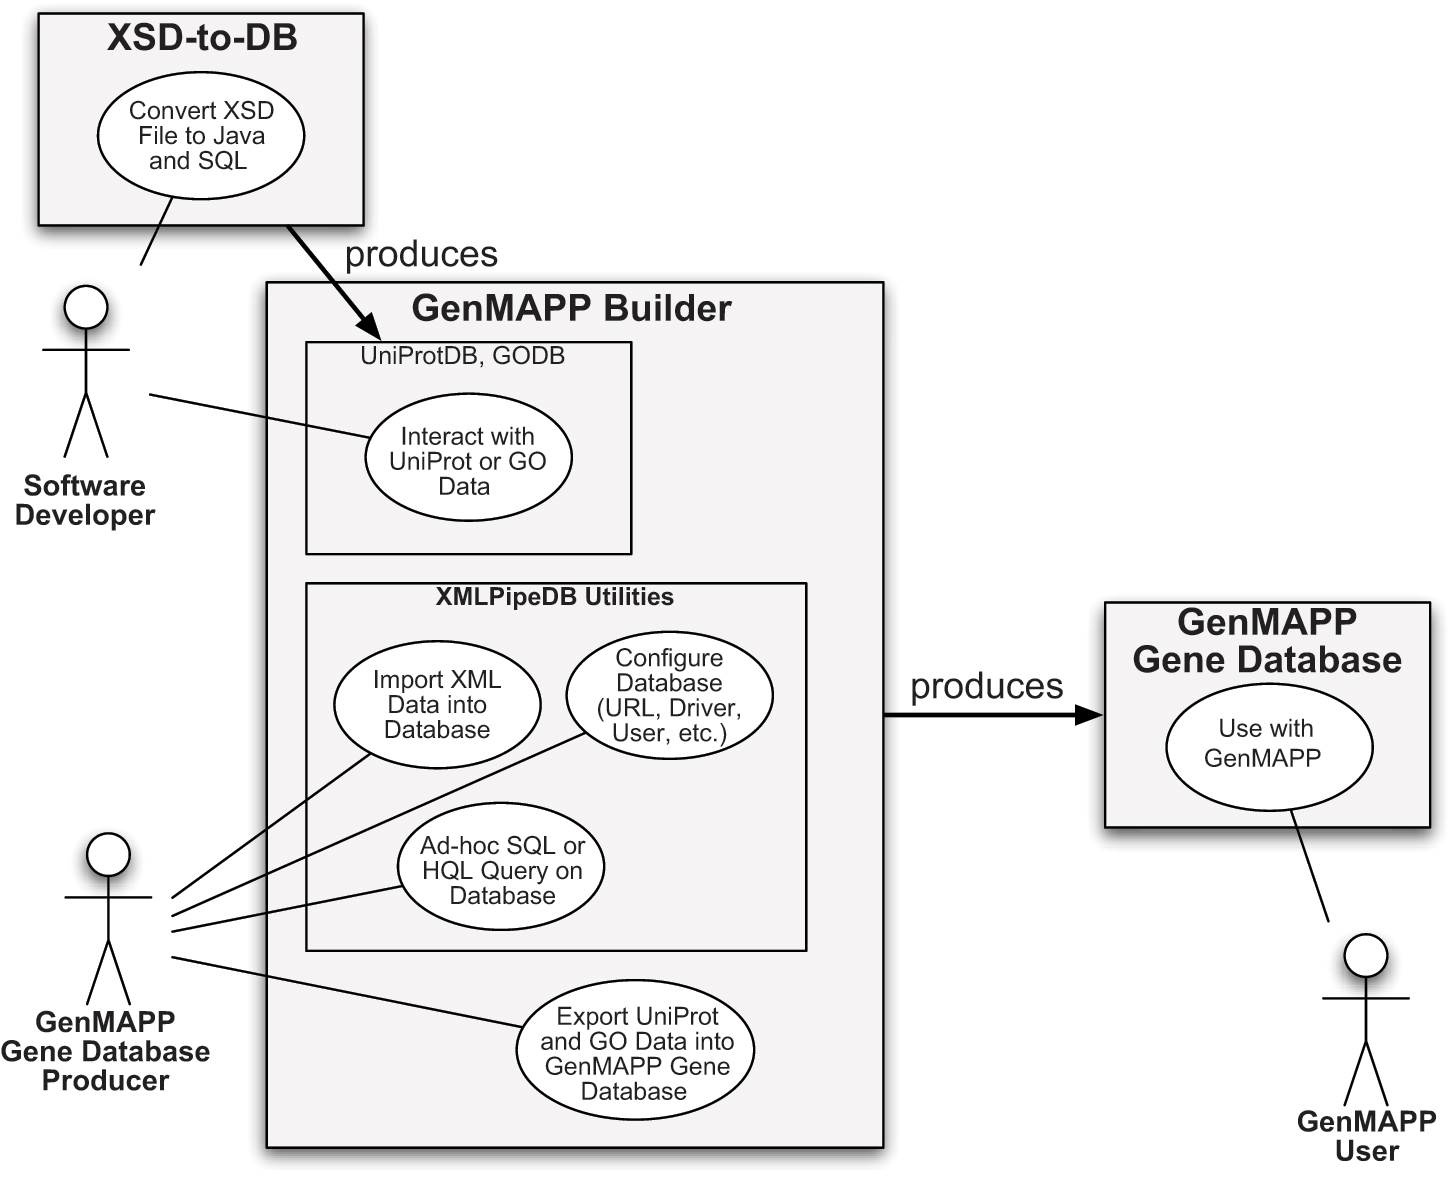 XSD-to-DB
Convert XSD
File to Java
and SQL
produces
GenMAPP Builder
UniProtDB, GODB
Interact with
UniProt or GO
Data
Software
Developer
XMLPipeDB Utilities
Import XML
Data into
Database
Configure
Database
(URL, Driver,
User, etc.)
Ad-hoc SQL or
HQL Query on
Database
GenMAPP
Gene Database
Producer
Export UniProt
and GO Data into
GenMAPP Gene
Database
produces
GenMAPP
Gene Database
Use with
GenMAPP
GenMAPP
User